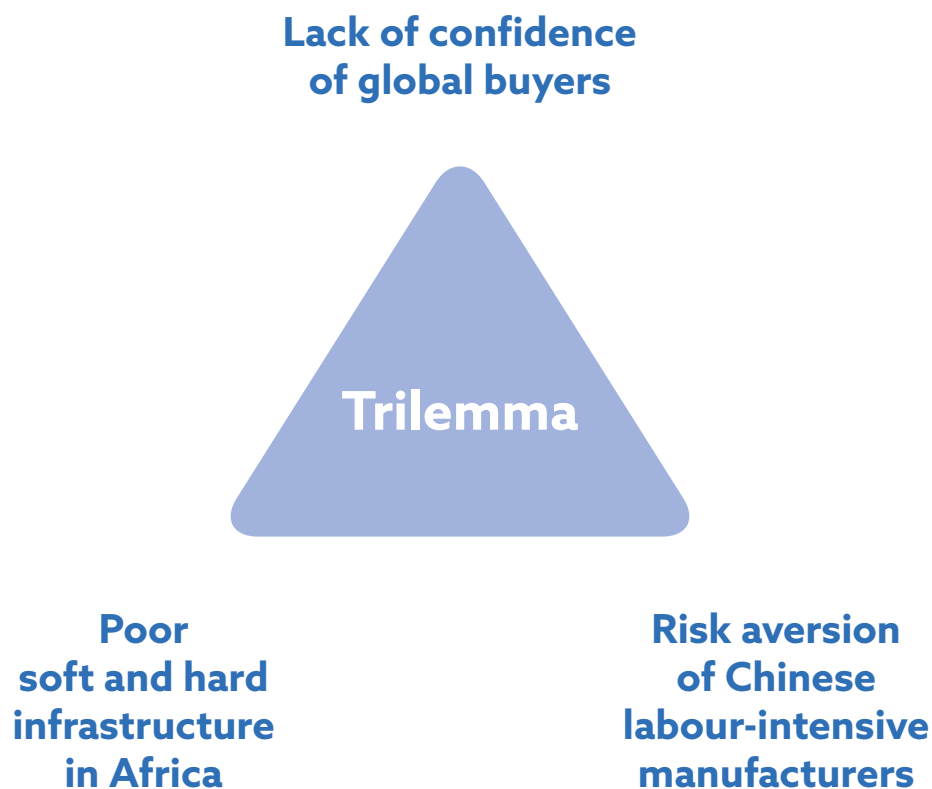 Lack of confidence
of global buyers
Trilemma
Poor
soft and hard
infrastructure
in Africa
Risk aversion
of Chinese
labour-intensive
manufacturers